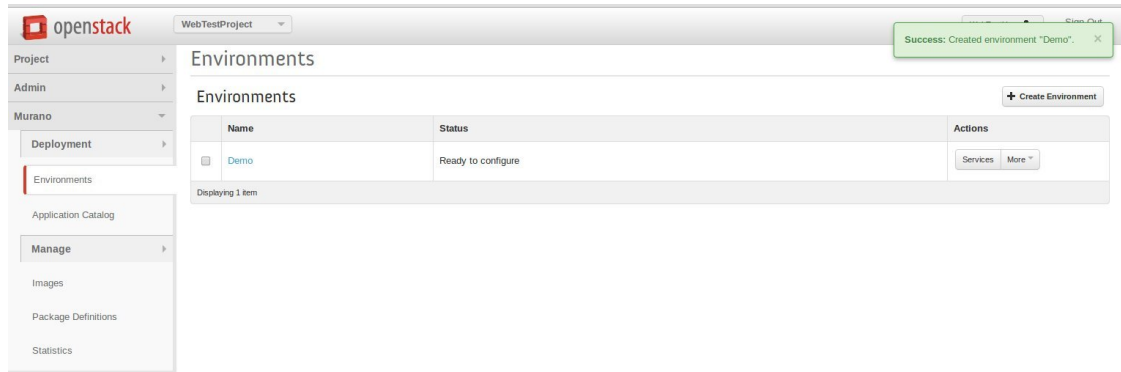 openstack
WebTestProject
Sign Out
Success: Created environment "Demo". ×
Project
Admin
Murano
Deployment
Environments
Application Catalog
Manage
Images
Package Definitions
Statistics
Environments
Environments
+ Create Environment
Name Status Actions
Demo Ready to configure Services More
Displaying 1 item